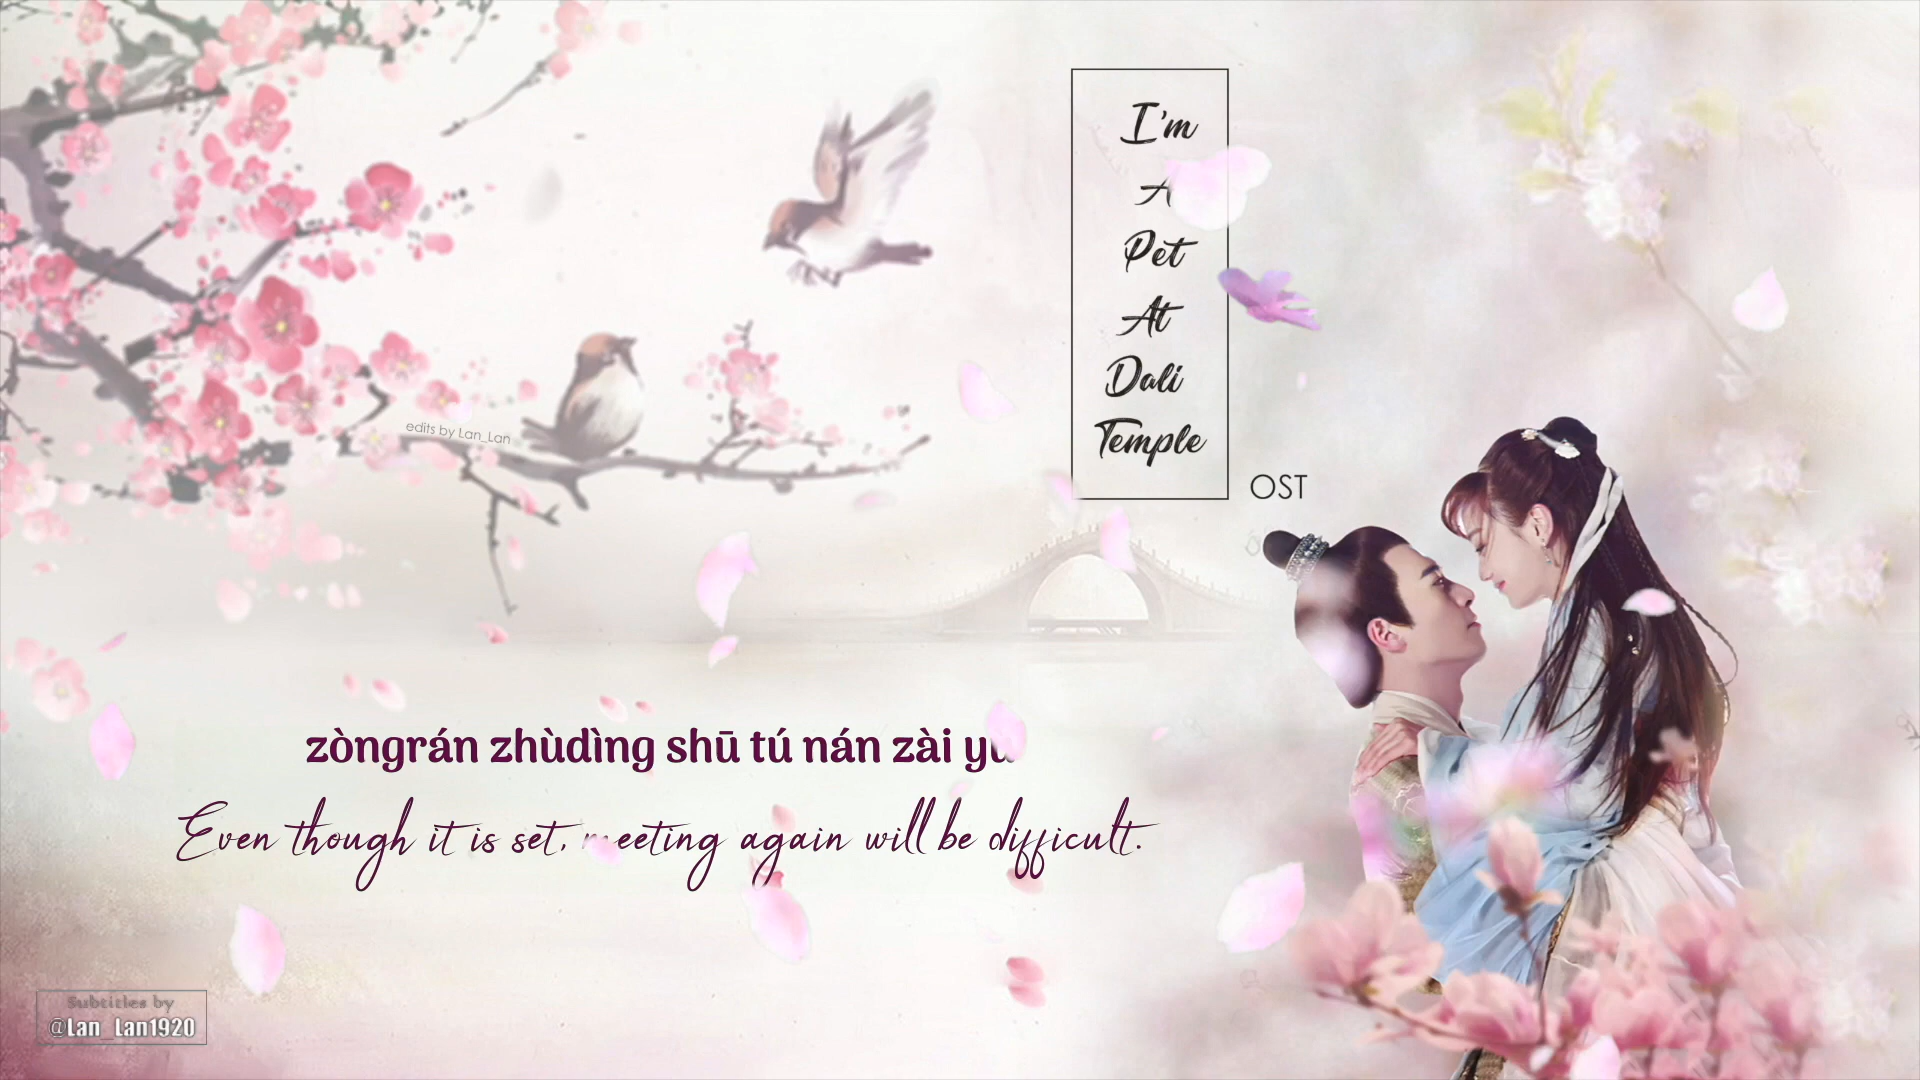 I'm
A
Pet
At
Dali
Temple
OST
edits by Lan_Lan
zòngrán zhùdìng shū tú nán zài
Even though it is set, meeting again will be difficult.
Subtitles by
@Lan_Lan1920